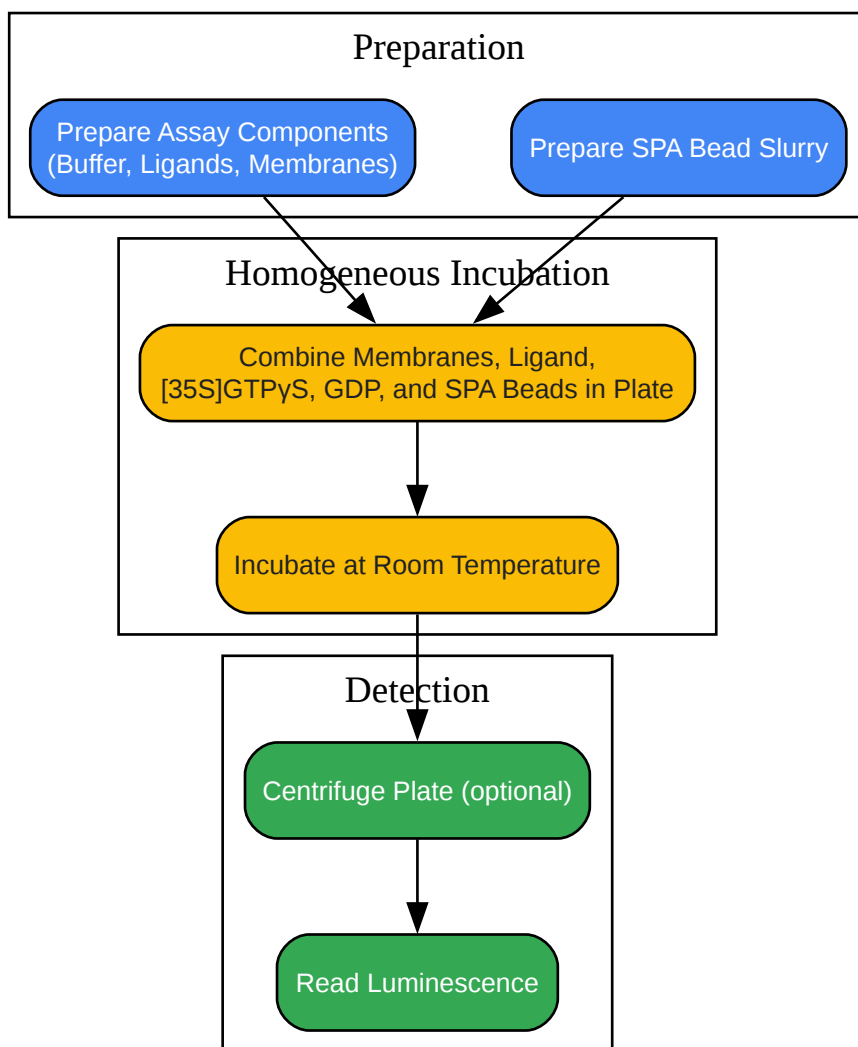 Preparation
Prepare Assay Components
(Buffer, Ligands, Membranes)
Prepare SPA Bead Slurry
Homogeneous Incubation
Combine Membranes, Ligand,
[35S]GTPγS, GDP, and SPA Beads in Plate
Incubate at Room Temperature
Detection
Centrifuge Plate (optional)
Read Luminescence